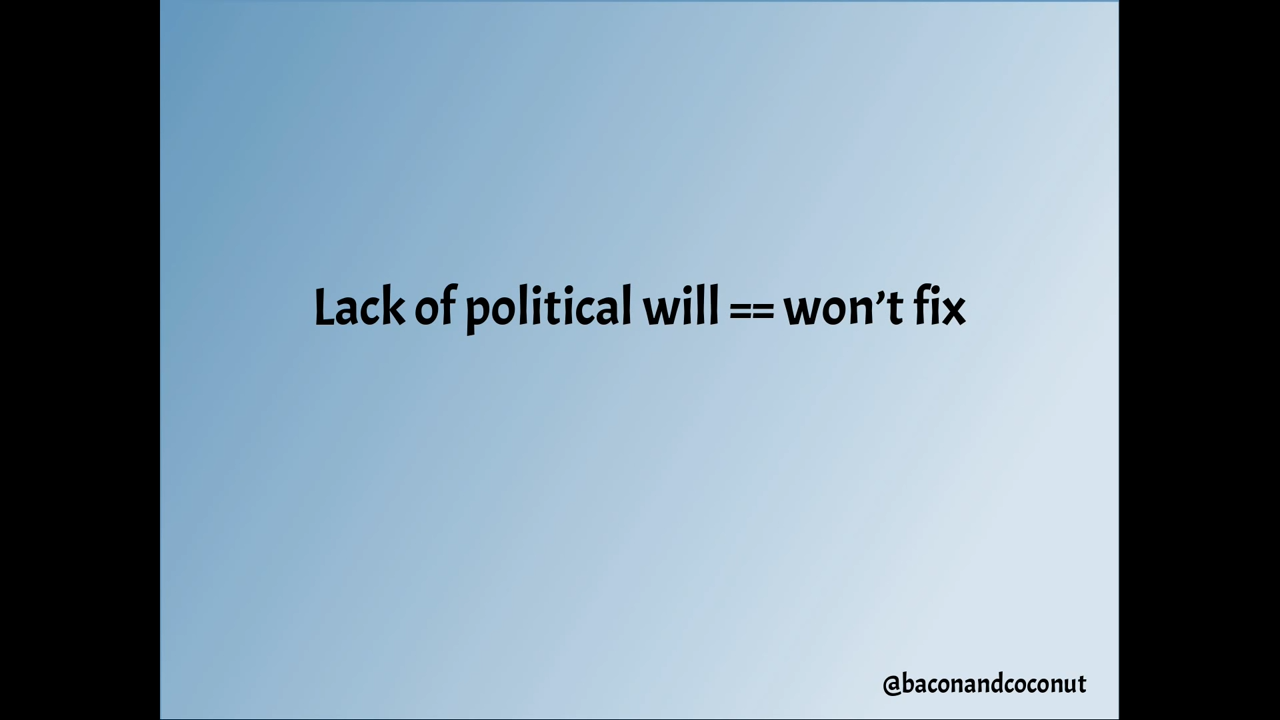 Lack of political will == won’t fix
@baconandcoconut